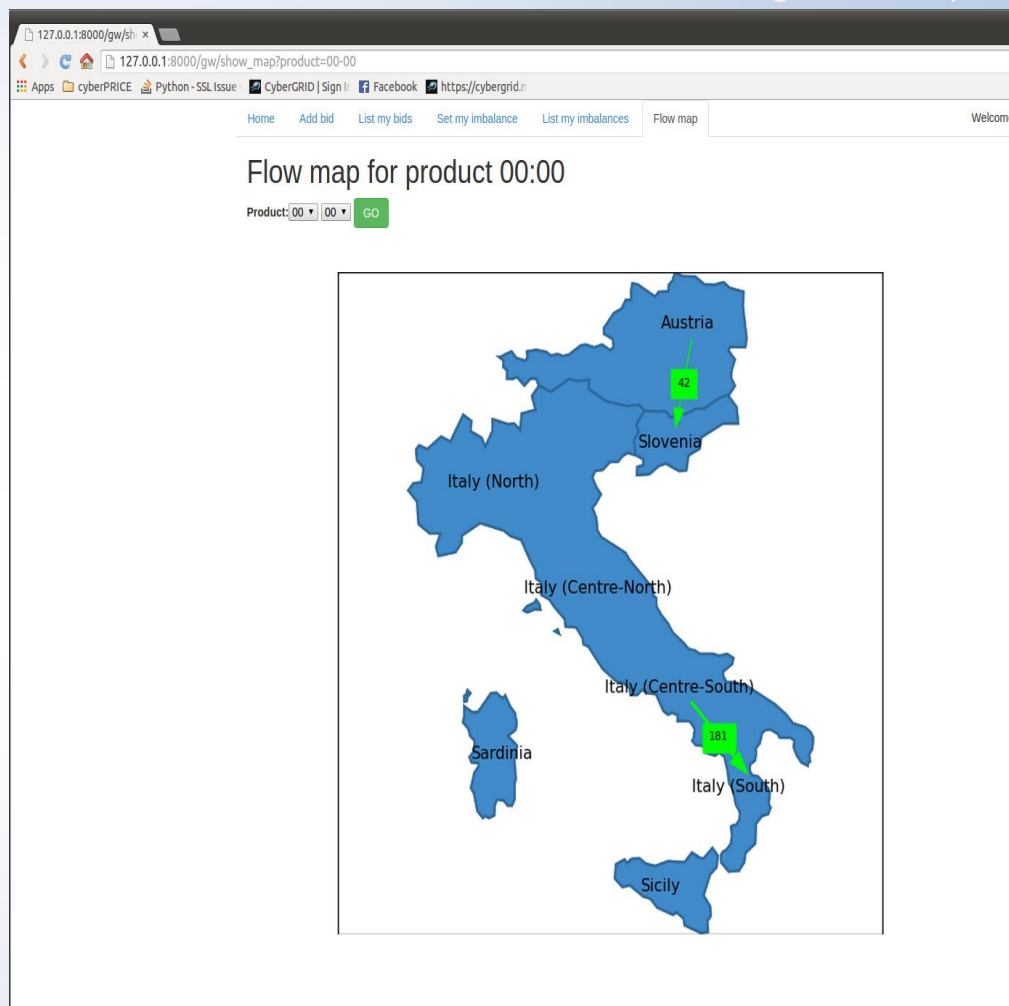 127.0.0.1:8000/gw/sh
127.0.0.1:8000/gw/show_map?product=00-00
Apps cyberPRICE Python - SSL Issue CyberGRID | Sign I Facebook https://cybergrid.n
Home Add bid List my bids Set my imbalance List my imbalances Flow map Welcome
Flow map for product 00:00
Product: 00 00 GO
Austria
42
Slovenia
Italy (North)
Italy (Centre-North)
Italy (Centre-South)
181
Sardinia
Italy (South)
Sicily